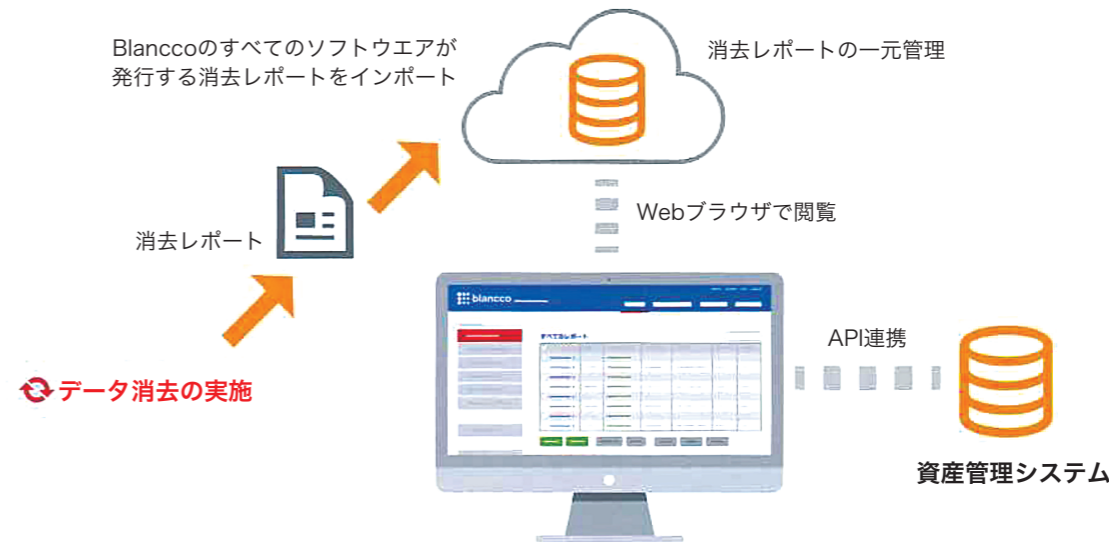 Blanccoのすべてのソフトウエアが
発行する消去レポートをインポート
消去レポートの一元管理
Webブラウザで閲覧
消去レポート
データ消去の実施
blancco
すべてのレポート
API連携
資産管理システム